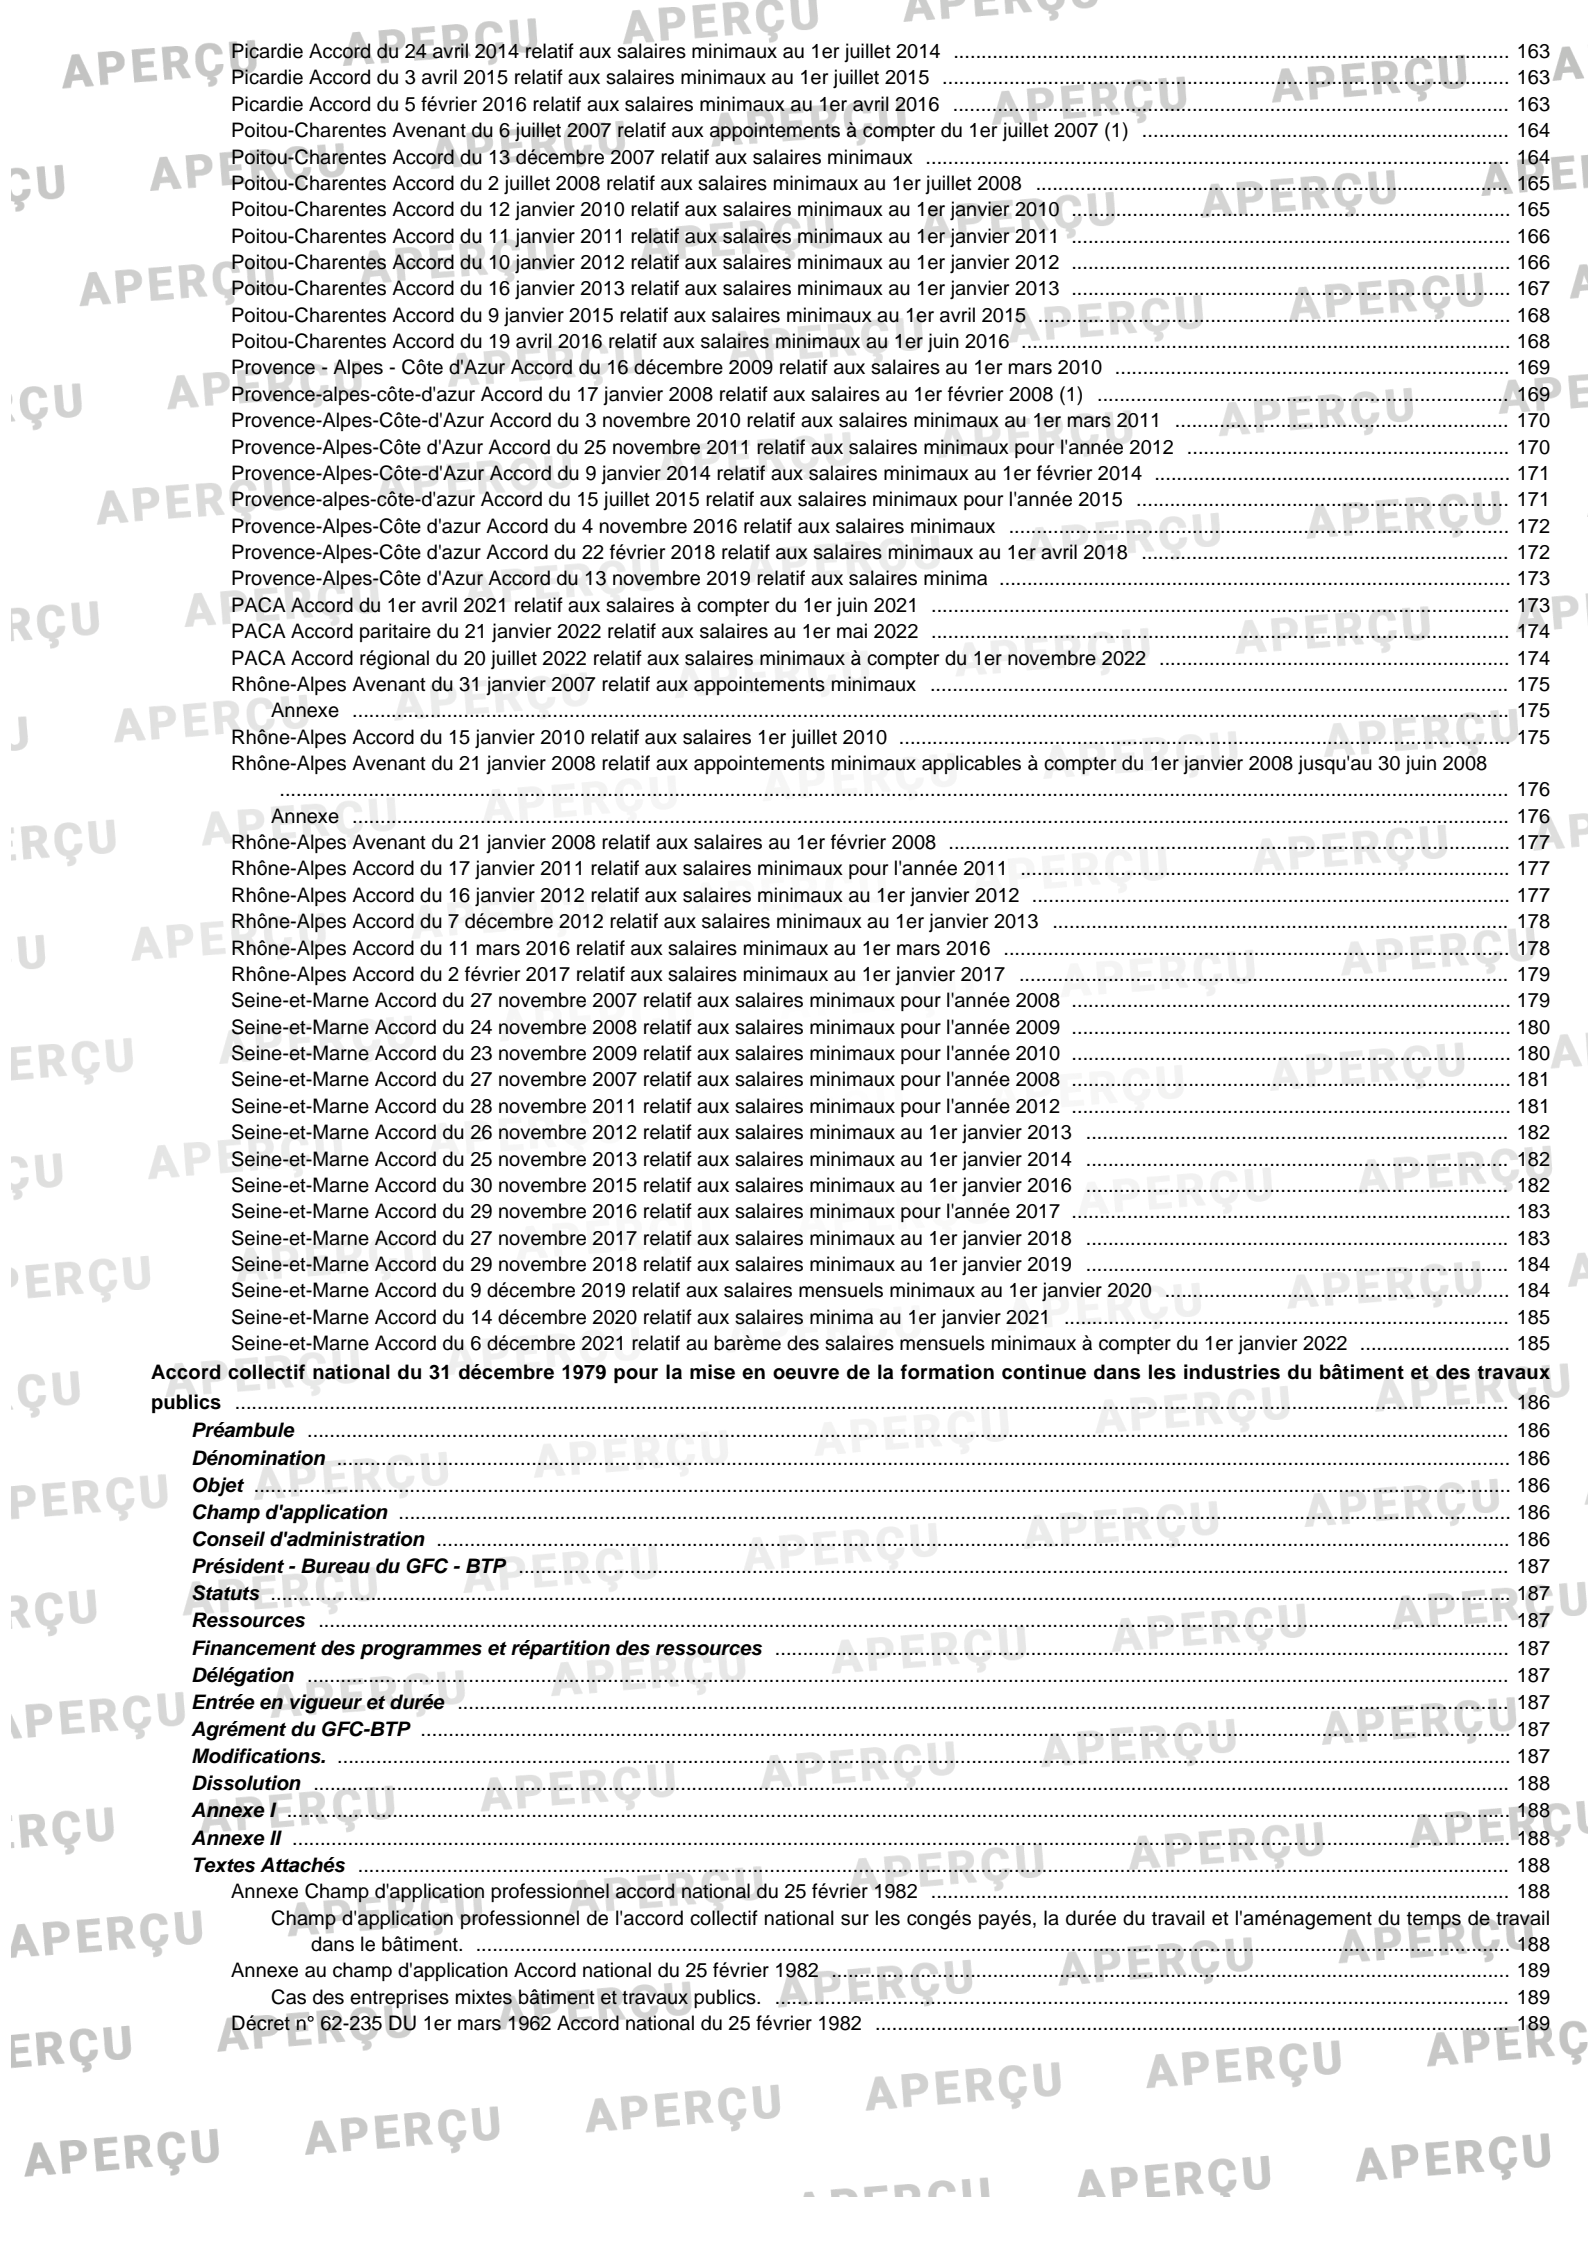 Picardie Accord du 24 avril 2014 relatif aux salaires minimaux au 1er juillet 2014 ........ 163
Picardie Accord du 3 avril 2015 relatif aux salaires minimaux au 1er juillet 2015 ........ 163
Picardie Accord du 5 février 2016 relatif aux salaires minimaux au 1er avril 2016 ........ 163
Poitou-Charentes Avenant du 6 juillet 2007 relatif aux appointements à compter du 1er juillet 2007 (1) ........ 164
Poitou-Charentes Accord du 13 décembre 2007 relatif aux salaires minimaux ........ 164
Poitou-Charentes Accord du 2 juillet 2008 relatif aux salaires minimaux au 1er juillet 2008 ........ 165
Poitou-Charentes Accord du 12 janvier 2010 relatif aux salaires minimaux au 1er janvier 2010 ........ 165
Poitou-Charentes Accord du 11 janvier 2011 relatif aux salaires minimaux au 1er janvier 2011 ........ 166
Poitou-Charentes Accord du 10 janvier 2012 relatif aux salaires minimaux au 1er janvier 2012 ........ 166
Poitou-Charentes Accord du 16 janvier 2013 relatif aux salaires minimaux au 1er janvier 2013 ........ 167
Poitou-Charentes Accord du 9 janvier 2015 relatif aux salaires minimaux au 1er avril 2015 ........ 168
Poitou-Charentes Accord du 19 avril 2016 relatif aux salaires minimaux au 1er juin 2016 ........ 168
Provence - Alpes - Côte d'Azur Accord du 16 décembre 2009 relatif aux salaires au 1er mars 2010 ........ 169
Provence-alpes-côte-d'azur Accord du 17 janvier 2008 relatif aux salaires au 1er février 2008 (1) ........ 169
Provence-Alpes-Côte-d'Azur Accord du 3 novembre 2010 relatif aux salaires minimaux au 1er mars 2011 ........ 170
Provence-Alpes-Côte d'Azur Accord du 25 novembre 2011 relatif aux salaires minimaux pour l'année 2012 ........ 170
Provence-Alpes-Côte-d'Azur Accord du 9 janvier 2014 relatif aux salaires minimaux au 1er février 2014 ........ 171
Provence-alpes-côte-d'azur Accord du 15 juillet 2015 relatif aux salaires minimaux pour l'année 2015 ........ 171
Provence-Alpes-Côte d'azur Accord du 4 novembre 2016 relatif aux salaires minimaux ........ 172
Provence-Alpes-Côte d'azur Accord du 22 février 2018 relatif aux salaires minimaux au 1er avril 2018 ........ 172
Provence-Alpes-Côte d'Azur Accord du 13 novembre 2019 relatif aux salaires minima ........ 173
PACA Accord du 1er avril 2021 relatif aux salaires à compter du 1er juin 2021 ........ 173
PACA Accord paritaire du 21 janvier 2022 relatif aux salaires au 1er mai 2022 ........ 174
PACA Accord régional du 20 juillet 2022 relatif aux salaires minimaux à compter du 1er novembre 2022 ........ 174
Rhône-Alpes Avenant du 31 janvier 2007 relatif aux appointements minimaux ........ 175
Annexe ........ 175
Rhône-Alpes Accord du 15 janvier 2010 relatif aux salaires 1er juillet 2010 ........ 175
Rhône-Alpes Avenant du 21 janvier 2008 relatif aux appointements minimaux applicables à compter du 1er janvier 2008 jusqu'au 30 juin 2008
........ 176
Annexe ........ 176
Rhône-Alpes Avenant du 21 janvier 2008 relatif aux salaires au 1er février 2008 ........ 177
Rhône-Alpes Accord du 17 janvier 2011 relatif aux salaires minimaux pour l'année 2011 ........ 177
Rhône-Alpes Accord du 16 janvier 2012 relatif aux salaires minimaux au 1er janvier 2012 ........ 177
Rhône-Alpes Accord du 7 décembre 2012 relatif aux salaires minimaux au 1er janvier 2013 ........ 178
Rhône-Alpes Accord du 11 mars 2016 relatif aux salaires minimaux au 1er mars 2016 ........ 178
Rhône-Alpes Accord du 2 février 2017 relatif aux salaires minimaux au 1er janvier 2017 ........ 179
Seine-et-Marne Accord du 27 novembre 2007 relatif aux salaires minimaux pour l'année 2008 ........ 179
Seine-et-Marne Accord du 24 novembre 2008 relatif aux salaires minimaux pour l'année 2009 ........ 180
Seine-et-Marne Accord du 23 novembre 2009 relatif aux salaires minimaux pour l'année 2010 ........ 180
Seine-et-Marne Accord du 27 novembre 2007 relatif aux salaires minimaux pour l'année 2008 ........ 181
Seine-et-Marne Accord du 28 novembre 2011 relatif aux salaires minimaux pour l'année 2012 ........ 181
Seine-et-Marne Accord du 26 novembre 2012 relatif aux salaires minimaux au 1er janvier 2013 ........ 182
Seine-et-Marne Accord du 25 novembre 2013 relatif aux salaires minimaux au 1er janvier 2014 ........ 182
Seine-et-Marne Accord du 30 novembre 2015 relatif aux salaires minimaux au 1er janvier 2016 ........ 182
Seine-et-Marne Accord du 29 novembre 2016 relatif aux salaires minimaux pour l'année 2017 ........ 183
Seine-et-Marne Accord du 27 novembre 2017 relatif aux salaires minimaux au 1er janvier 2018 ........ 183
Seine-et-Marne Accord du 29 novembre 2018 relatif aux salaires minimaux au 1er janvier 2019 ........ 184
Seine-et-Marne Accord du 9 décembre 2019 relatif aux salaires mensuels minimaux au 1er janvier 2020 ........ 184
Seine-et-Marne Accord du 14 décembre 2020 relatif aux salaires minima au 1er janvier 2021 ........ 185
Seine-et-Marne Accord du 6 décembre 2021 relatif au barème des salaires mensuels minimaux à compter du 1er janvier 2022 ........ 185
Accord collectif national du 31 décembre 1979 pour la mise en oeuvre de la formation continue dans les industries du bâtiment et des travaux
publics ........ 186
Préambule ........ 186
Dénomination ........ 186
Objet ........ 186
Champ d'application ........ 186
Conseil d'administration ........ 186
Président - Bureau du GFC - BTP ........ 187
Statuts ........ 187
Ressources ........ 187
Financement des programmes et répartition des ressources ........ 187
Délégation ........ 187
Entrée en vigueur et durée ........ 187
Agrément du GFC-BTP ........ 187
Modifications. ........ 187
Dissolution ........ 188
Annexe I ........ 188
Annexe II ........ 188
Textes Attachés ........ 188
Annexe Champ d'application professionnel accord national du 25 février 1982 ........ 188
Champ d'application professionnel de l'accord collectif national sur les congés payés, la durée du travail et l'aménagement du temps de travail
dans le bâtiment. ........ 188
Annexe au champ d'application Accord national du 25 février 1982 ........ 189
Cas des entreprises mixtes bâtiment et travaux publics. ........ 189
Décret n° 62-235 DU 1er mars 1962 Accord national du 25 février 1982 ........ 189
APERÇU